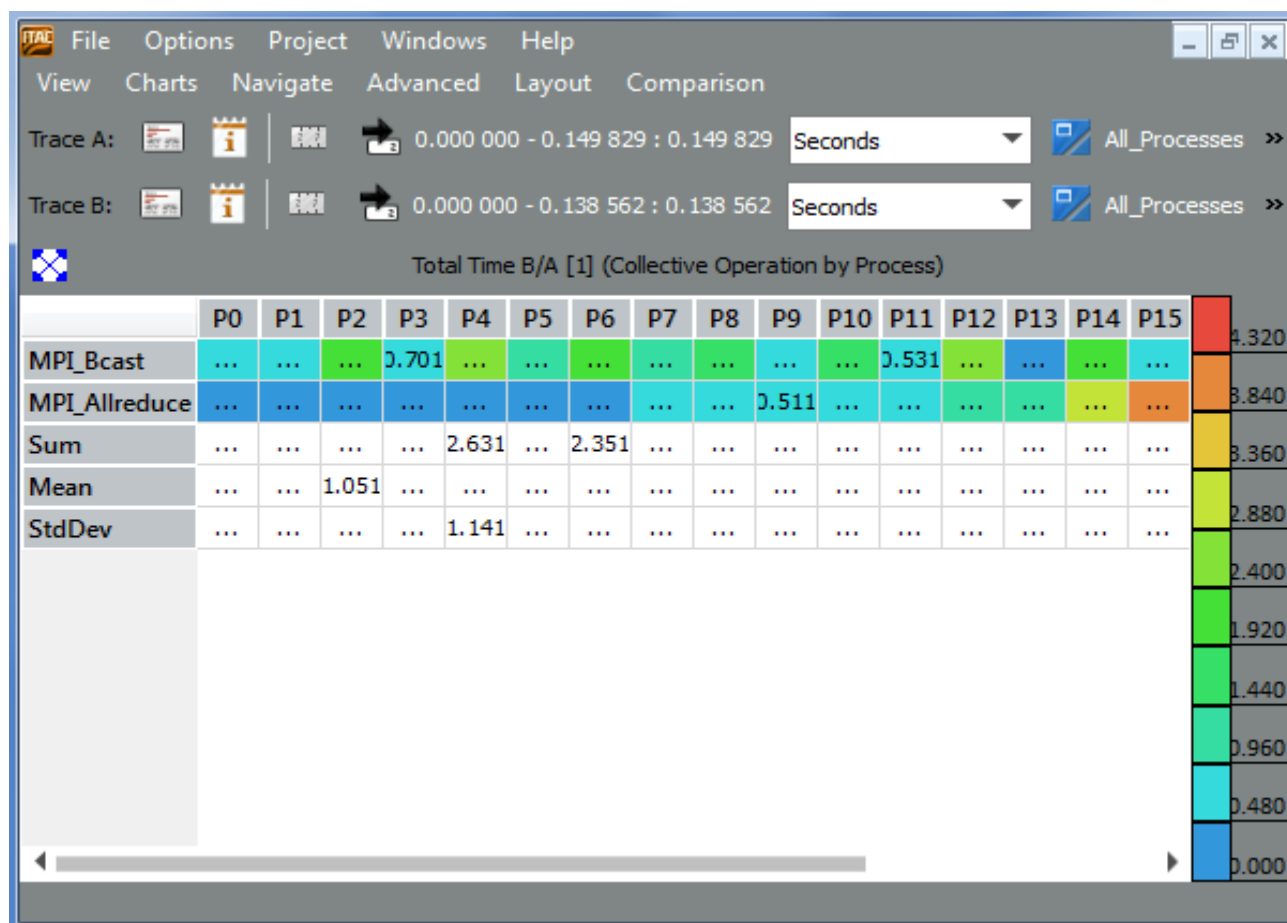 ITAC File Options Project Windows Help
View Charts Navigate Advanced Layout Comparison
Trace A: 0.000 000 - 0.149 829 : 0.149 829 Seconds All_Processes »
Trace B: 0.000 000 - 0.138 562 : 0.138 562 Seconds All_Processes »
Total Time B/A [1] (Collective Operation by Process)
P0 P1 P2 P3 P4 P5 P6 P7 P8 P9 P10 P11 P12 P13 P14 P15
4.320
MPI_Bcast ... ... ... 0.701 ... ... ... ... ... ... ... 0.531 ... ... ... ...
MPI_Allreduce ... ... ... ... ... ... ... ... ... 0.511 ... ... ... ... ... ...
3.840
Sum ... ... ... ... 2.631 ... 2.351 ... ... ... ... ... ... ... ... ...
3.360
Mean ... ... 1.051 ... ... ... ... ... ... ... ... ... ... ... ... ...
StdDev ... ... ... ... 1.141 ... ... ... ... ... ... ... ... ... ... ...
2.880
2.400
1.920
1.440
0.960
0.480
0.000